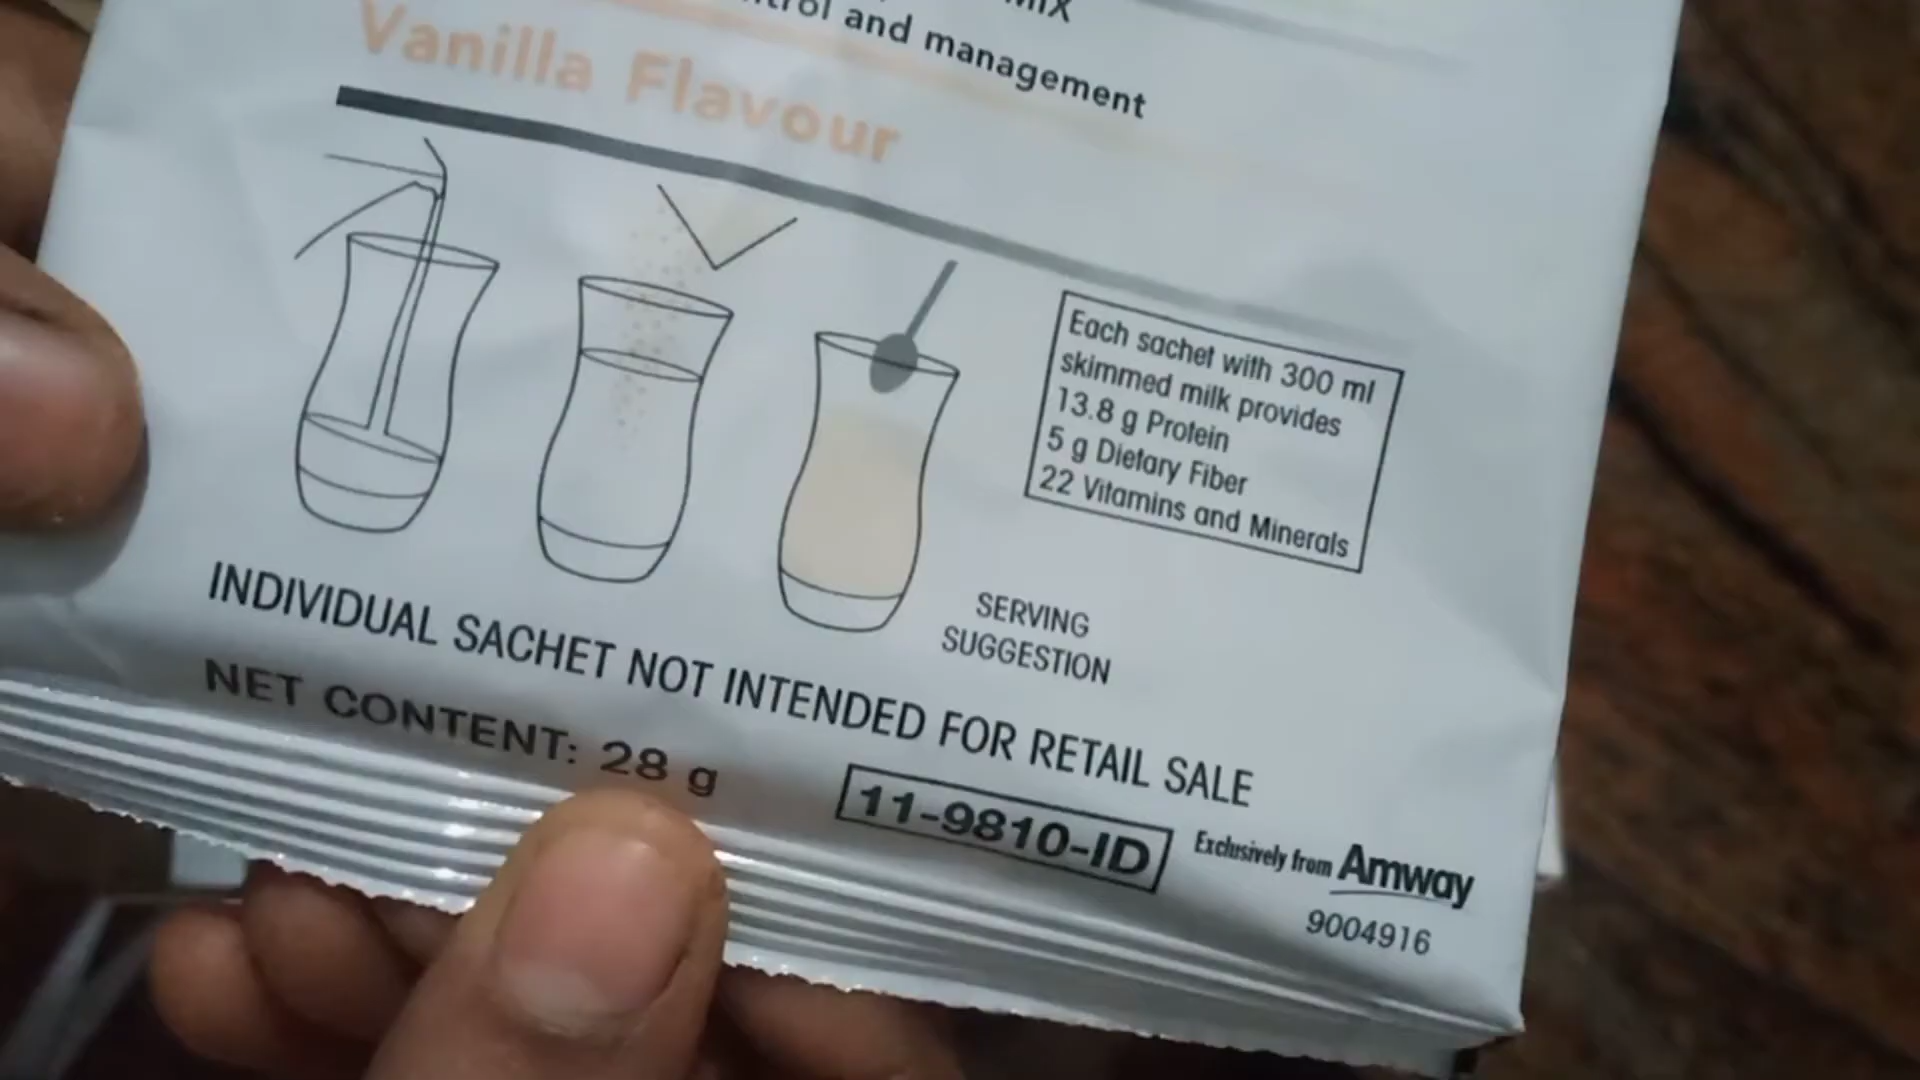 MIX
and management
Vanilla Flavour
Each sachet with 300 ml
skimmed milk provides
13.8 g Protein
5 g Dietary Fiber
22 Vitamins and Minerals
SERVING
SUGGESTION
INDIVIDUAL SACHET NOT INTENDED FOR RETAIL SALE
NET CONTENT: 28 g
11-9810-ID
Exclusively from Amway
9004916